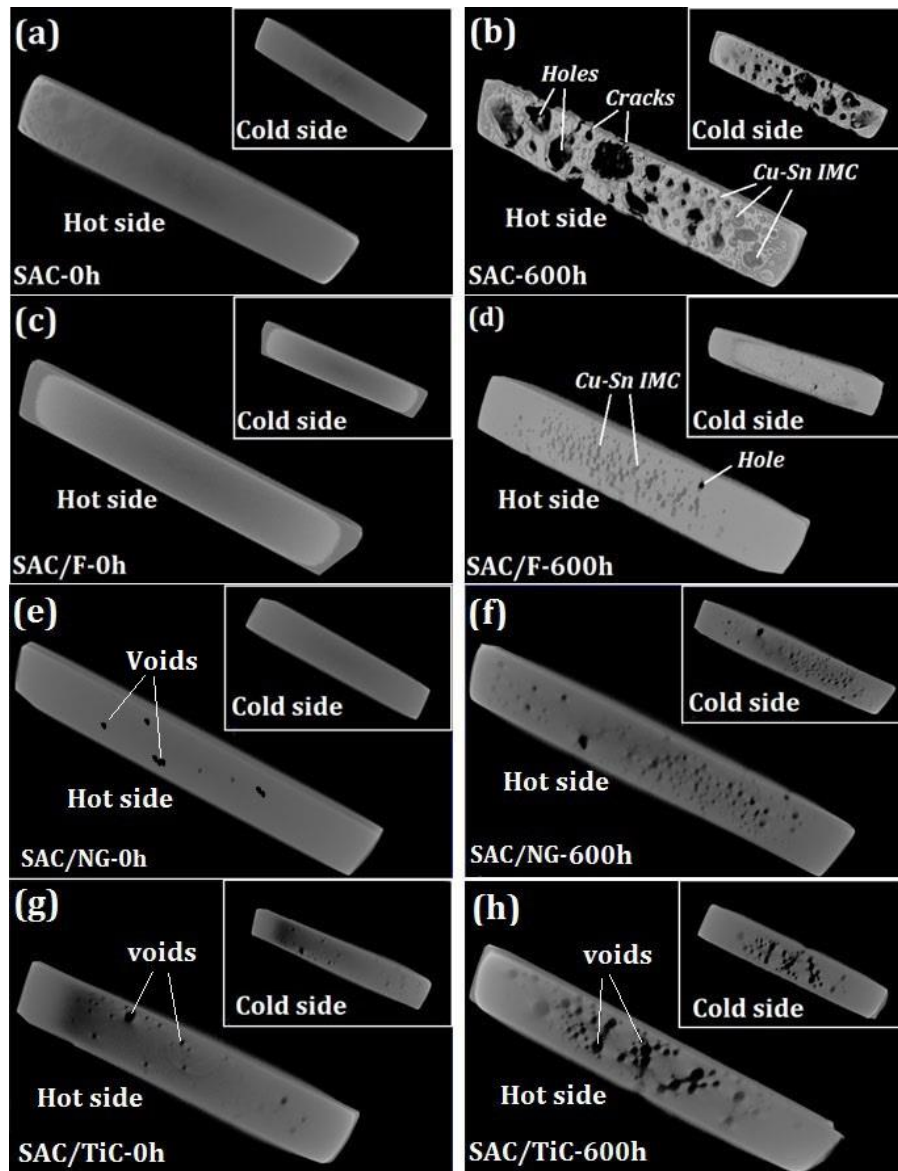 (a)
Cold side
Hot side
SAC-0h
(b)
Holes
Cracks
Cold side
Cu-Sn IMC
Hot side
SAC-600h
(c)
Cold side
Hot side
SAC/F-0h
(d)
Cu-Sn IMC
Cold side
Hole
Hot side
SAC/F-600h
(e)
Voids
Cold side
Hot side
SAC/NG-0h
(f)
Cold side
Hot side
SAC/NG-600h
(g)
voids
Cold side
Hot side
SAC/TiC-0h
(h)
voids
Cold side
Hot side
SAC/TiC-600h